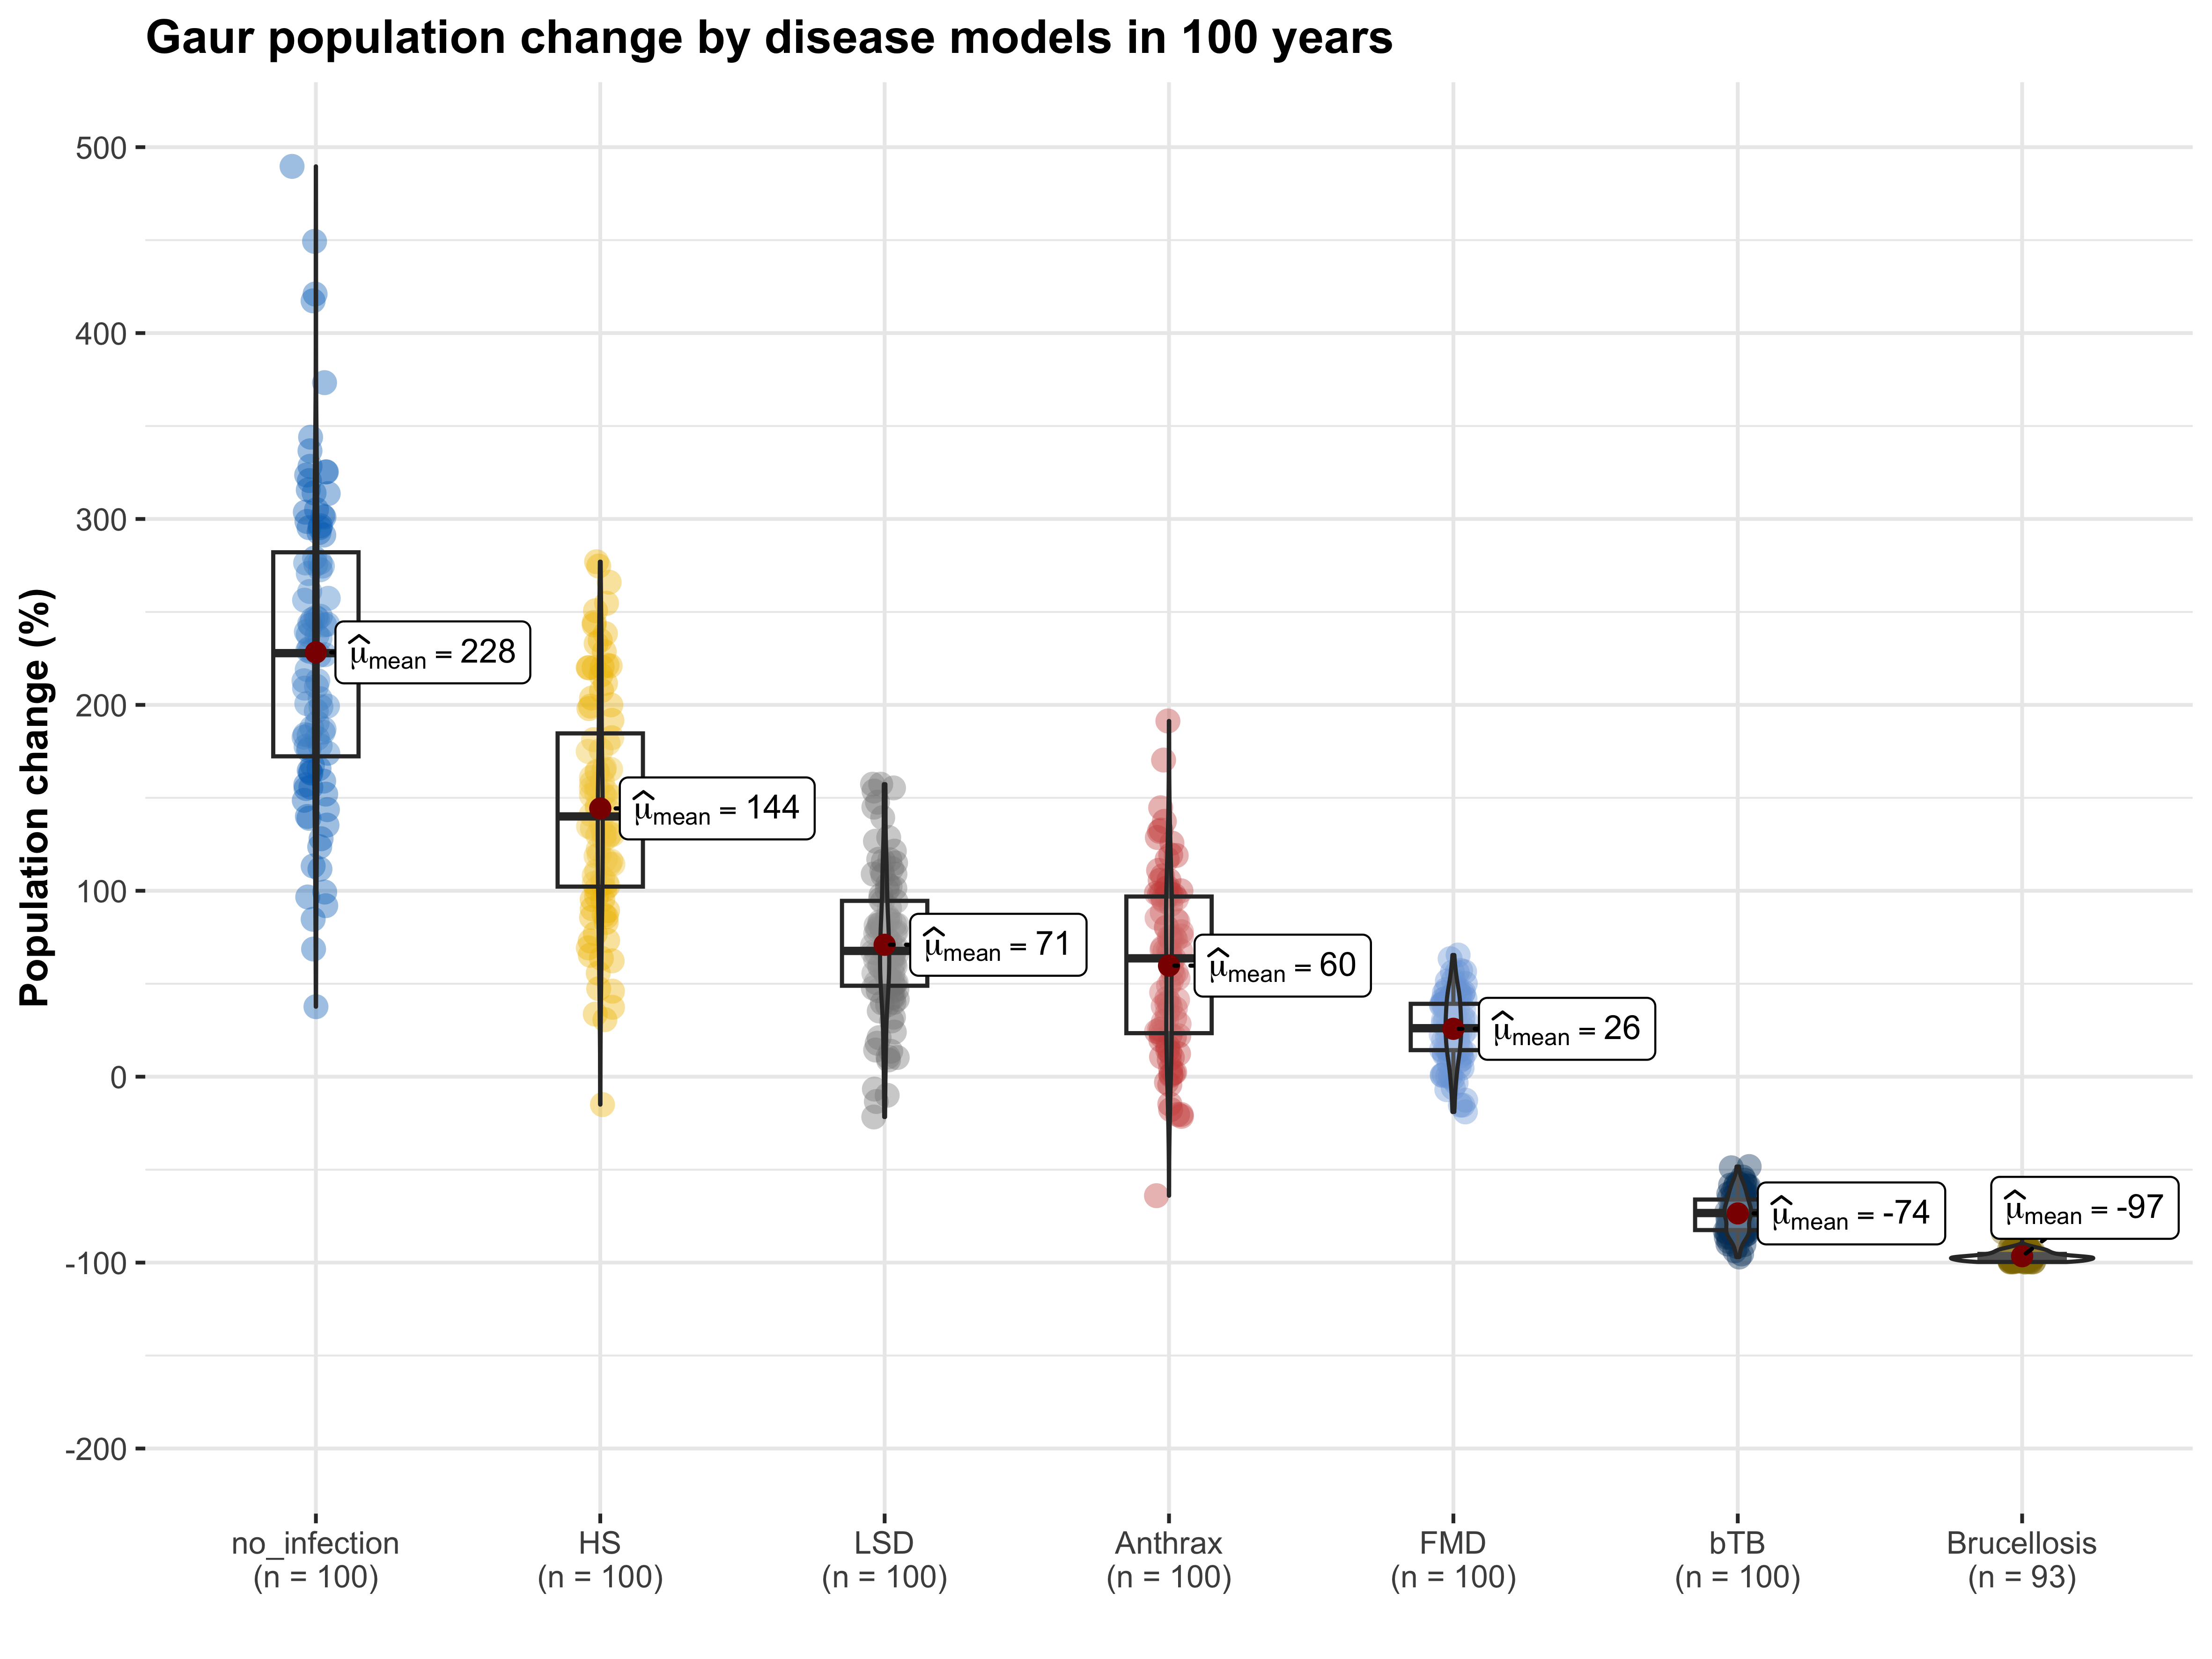 Gaur population change by disease models in 100 years
Population change (%)
500
400
300
200
100
0
-100
-200
μ̂mean = 228
μ̂mean = 144
μ̂mean = 71
μ̂mean = 60
μ̂mean = 26
μ̂mean = -74
μ̂mean = -97
no_infection
(n = 100)
HS
(n = 100)
LSD
(n = 100)
Anthrax
(n = 100)
FMD
(n = 100)
bTB
(n = 100)
Brucellosis
(n = 93)